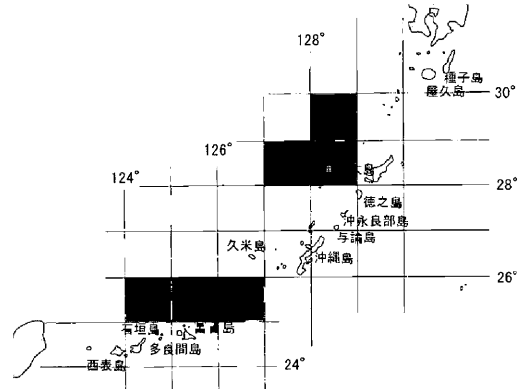 128°
種子島
屋久島
30°
126°
島
124°
28°
徳之島
沖永良部島
与論島
久米島
沖縄島
26°
石垣島
島
多良間島
西表島
24°